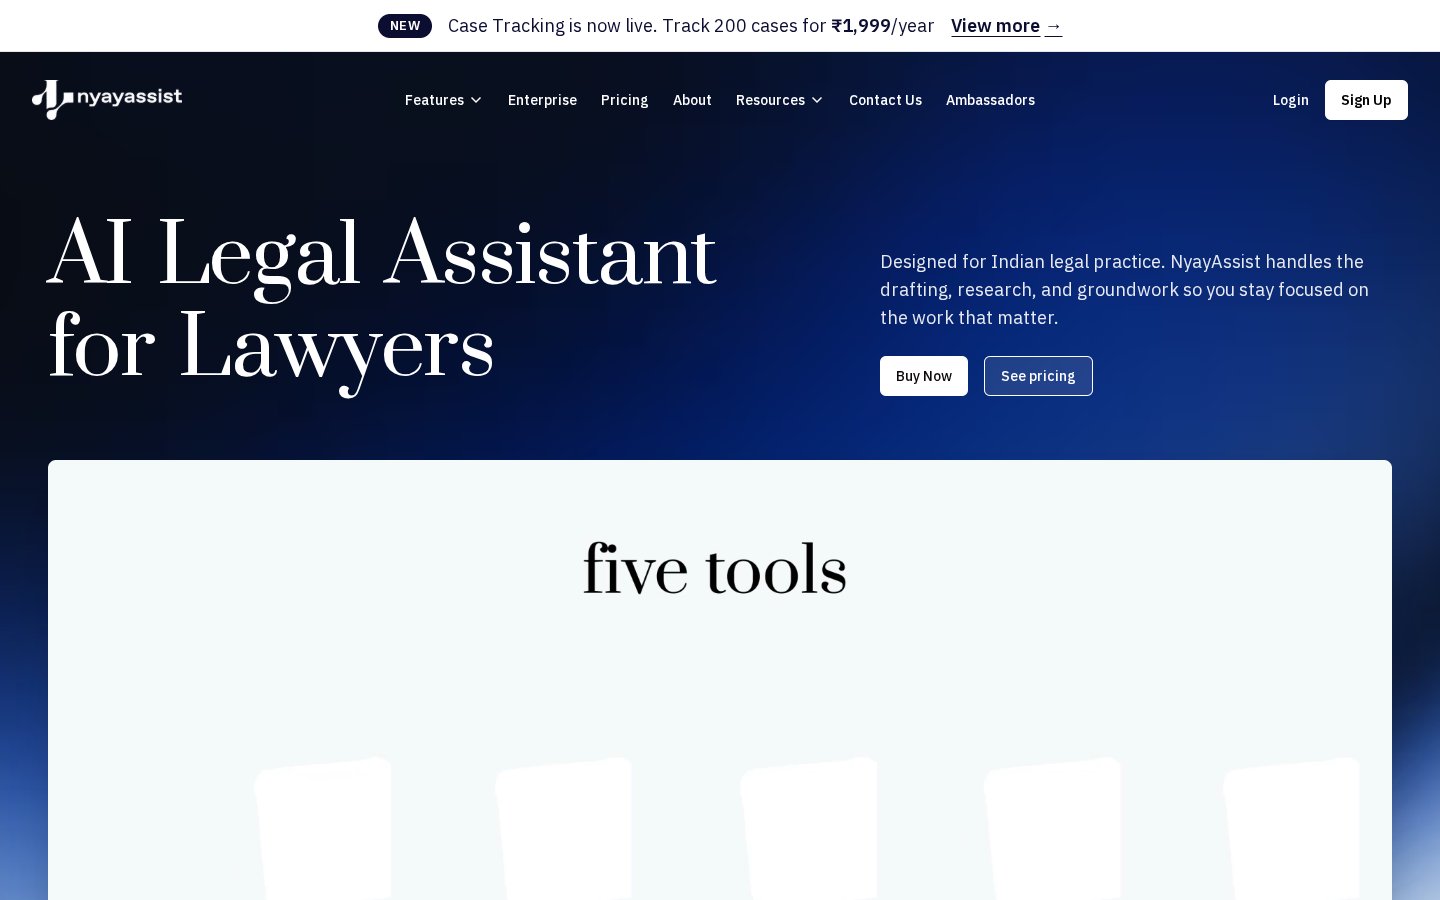 NEW Case Tracking is now live. Track 200 cases for ₹1,999/year View more →
nyayassist Features Enterprise Pricing About Resources Contact Us Ambassadors Login Sign Up
AI Legal Assistant
for Lawyers
Designed for Indian legal practice. NyayAssist handles the
drafting, research, and groundwork so you stay focused on
the work that matter.
Buy Now See pricing
five tools